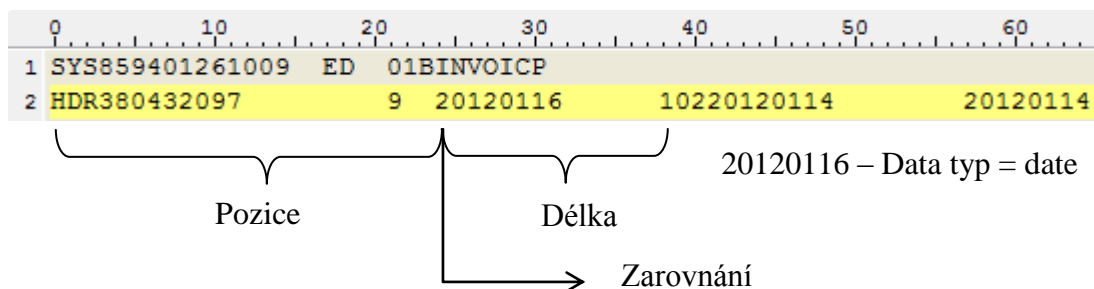 0 10 20 30 40 50 60
1 SYS859401261009  ED  01BINVOICP
2 HDR380432097         9  20120116      10220120114        20120114
20120116 – Data typ = date
Pozice Délka
Zarovnání